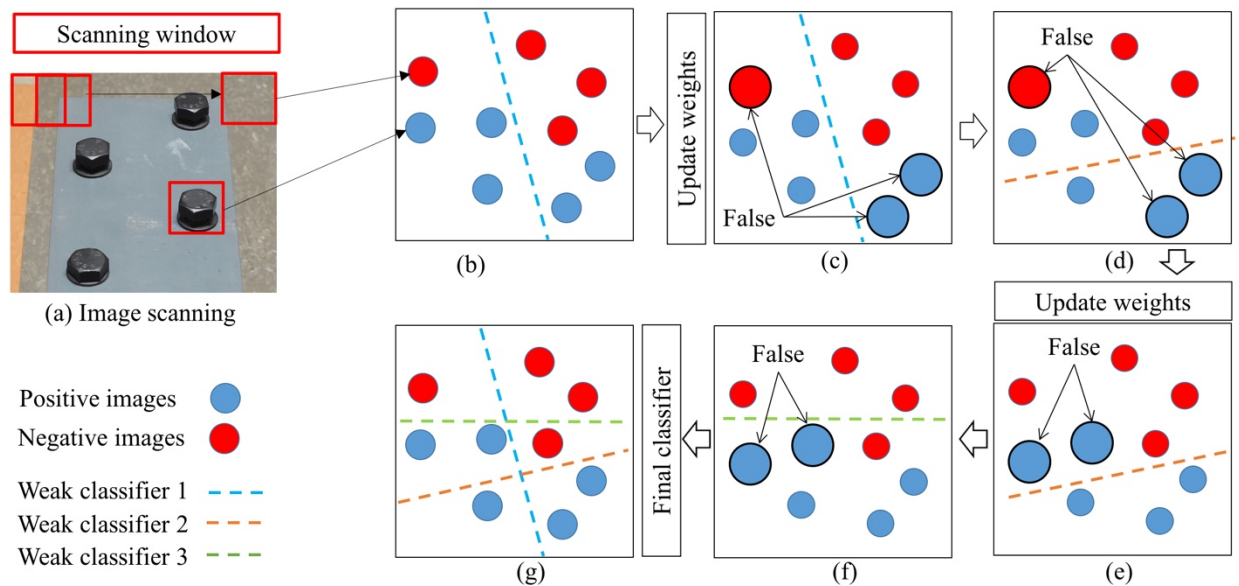 Scanning window
(a) Image scanning
Positive images
Negative images
Weak classifier 1
Weak classifier 2
Weak classifier 3
(b)
Update weights
False
(c)
False
(d)
Update weights
False
(e)
False
(f)
Final classifier
(g)